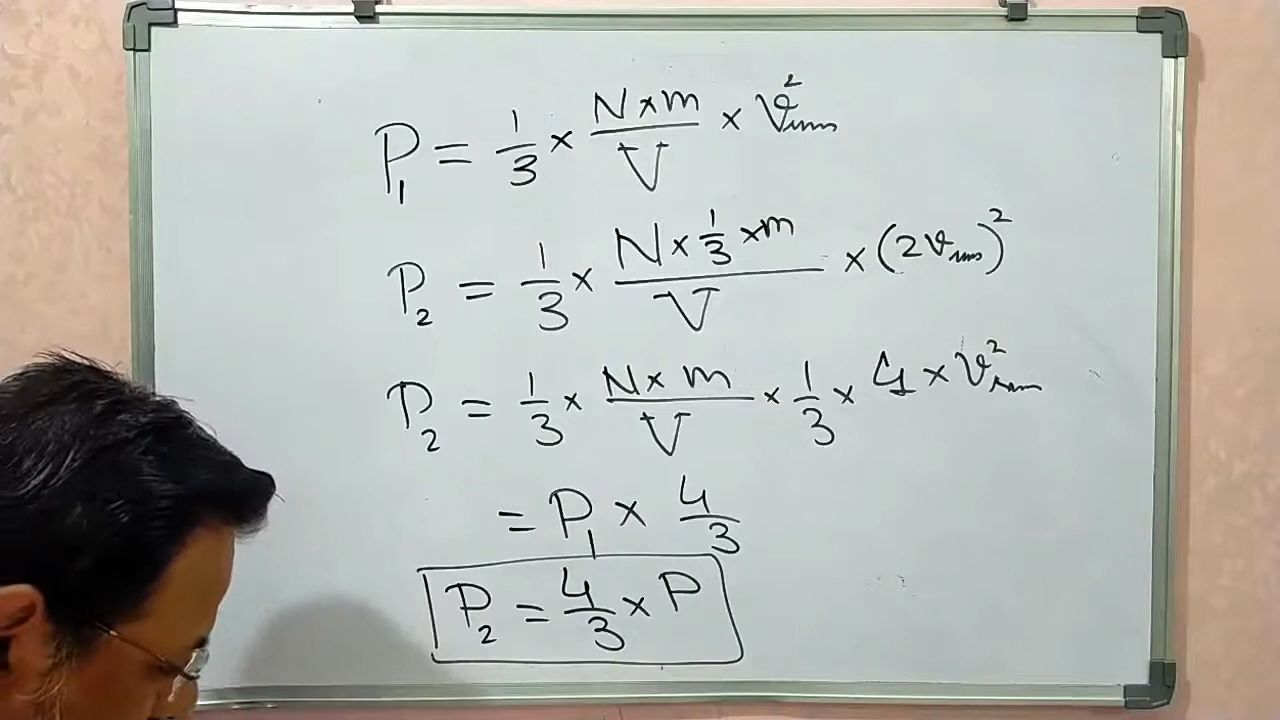 P₁ = 1/3 × N×m/V × v²rms
P₂ = 1/3 × N×1/3×m/V × (2vrms)²
P₂ = 1/3 × N×m/V × 1/3 × 4 × v²rms
= P₁ × 4/3
P₂ = 4/3 × P